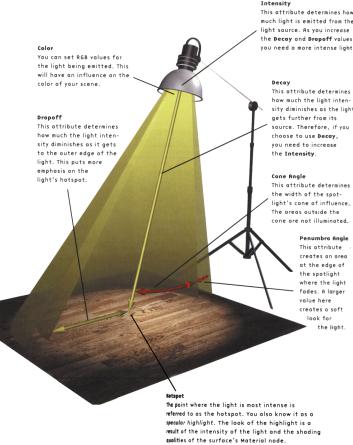 Intensity
This attribute determines how
much light is emitted from the
light source. As you increase
the Decay and Dropoff values
you need a more intense light
Color
You can set RGB values for
the light being emitted. This
will have an influence on the
color of your scene.
Decay
This attribute determines
how much the light inten-
sity diminishes as the light
gets further from its
source. Therefore, if you
choose to use Decay,
you need to increase
the Intensity.
Dropoff
This attribute determines
how much the light inten-
sity diminishes as it gets
to the outer edge of the
light. This puts more
emphasis on the
light's hotspot.
Cone Angle
This attribute determines
the width of the spot-
light's cone of influence.
The areas outside the
cone are not illuminated.
Penumbra Angle
This attribute
creates an area
at the edge of
the spotlight
where the light
fades. A larger
value here
creates a soft
look for
the light.
Hotspot
The point where the light is most intense is
referred to as the hotspot. You also know it as a
specular highlight. The look of the highlight is a
result of the intensity of the light and the shading
qualities of the surface's Material node.